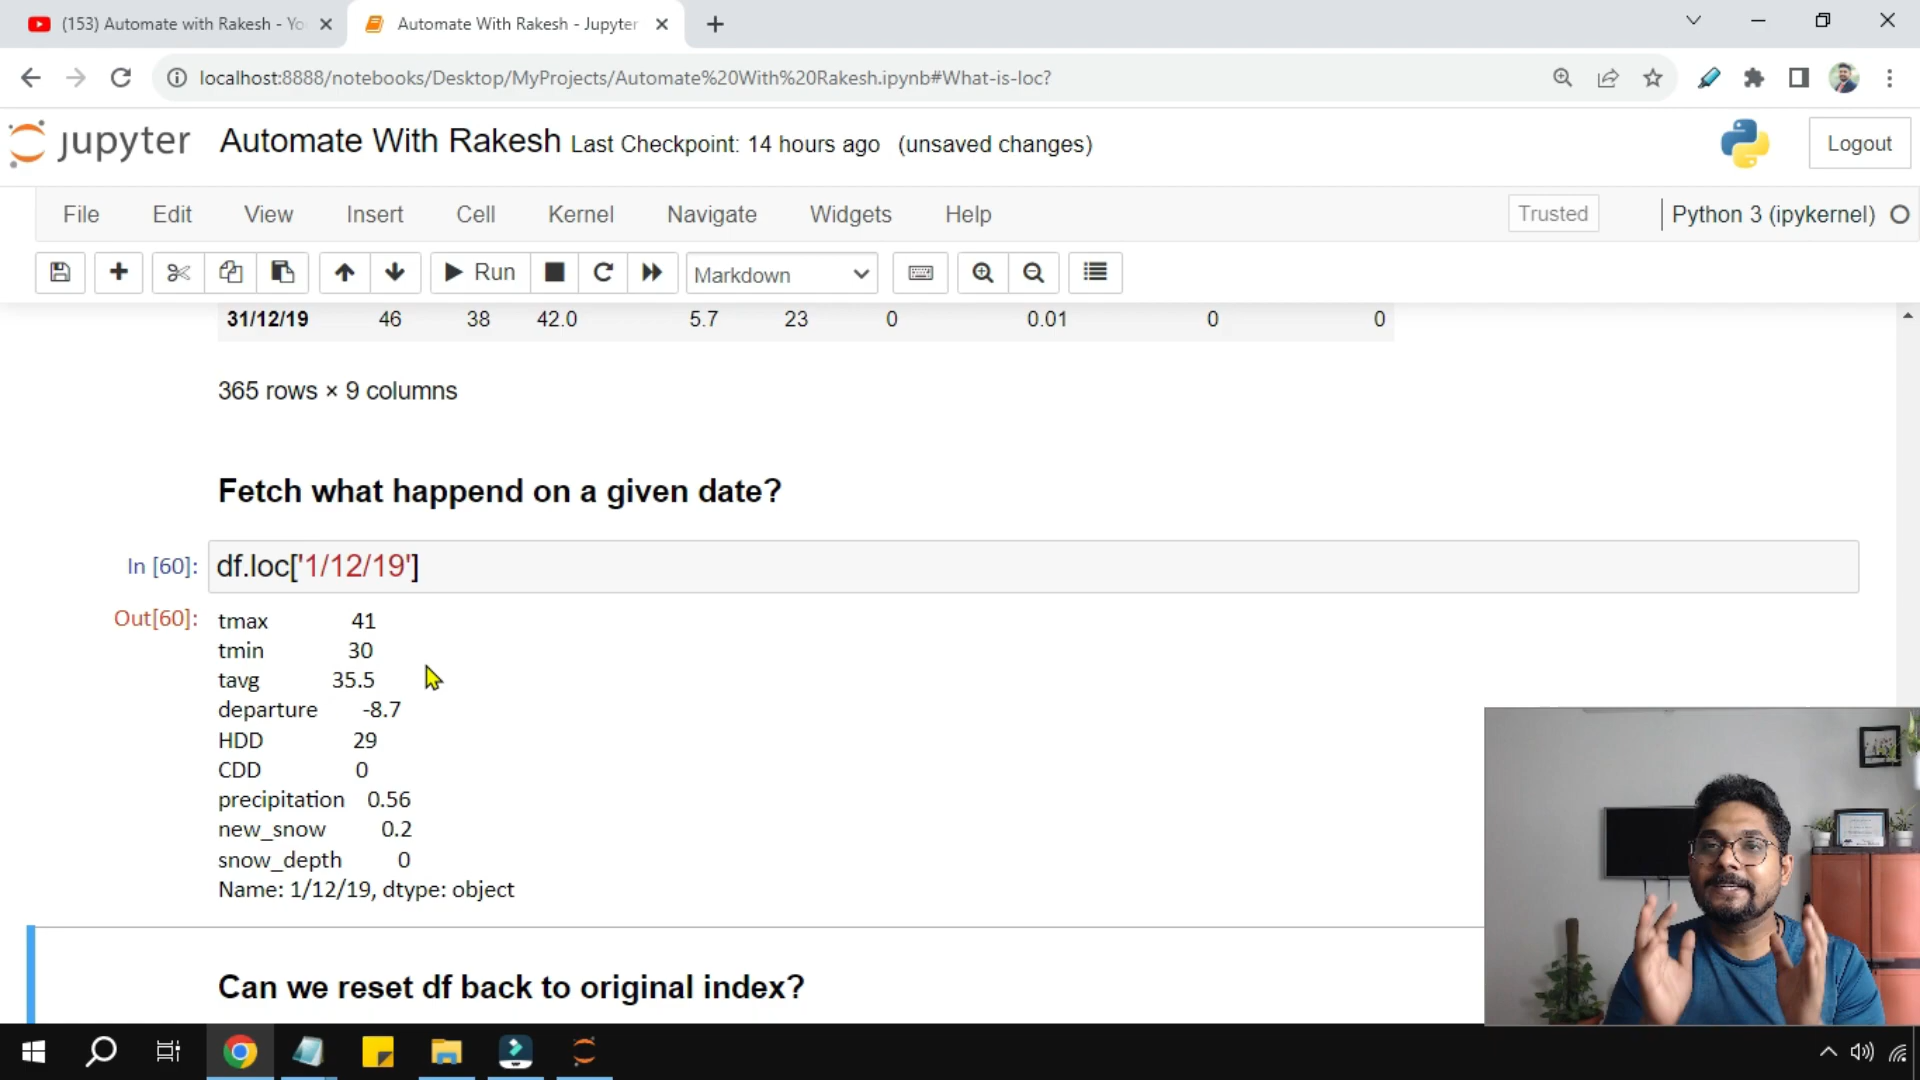 (153) Automate with Rakesh - Yo
Automate With Rakesh - Jupyter
localhost:8888/notebooks/Desktop/MyProjects/Automate%20With%20Rakesh.ipynb#What-is-loc?
jupyter
Automate With Rakesh Last Checkpoint: 14 hours ago (unsaved changes)
Logout
File Edit View Insert Cell Kernel Navigate Widgets Help
Trusted
Python 3 (ipykernel)
Run
Markdown
31/12/19 46 38 42.0 5.7 23 0 0.01 0 0
365 rows × 9 columns
Fetch what happend on a given date?
In [60]: df.loc['1/12/19']
Out[60]: tmax 41
tmin 30
tavg 35.5
departure -8.7
HDD 29
CDD 0
precipitation 0.56
new_snow 0.2
snow_depth 0
Name: 1/12/19, dtype: object
Can we reset df back to original index?